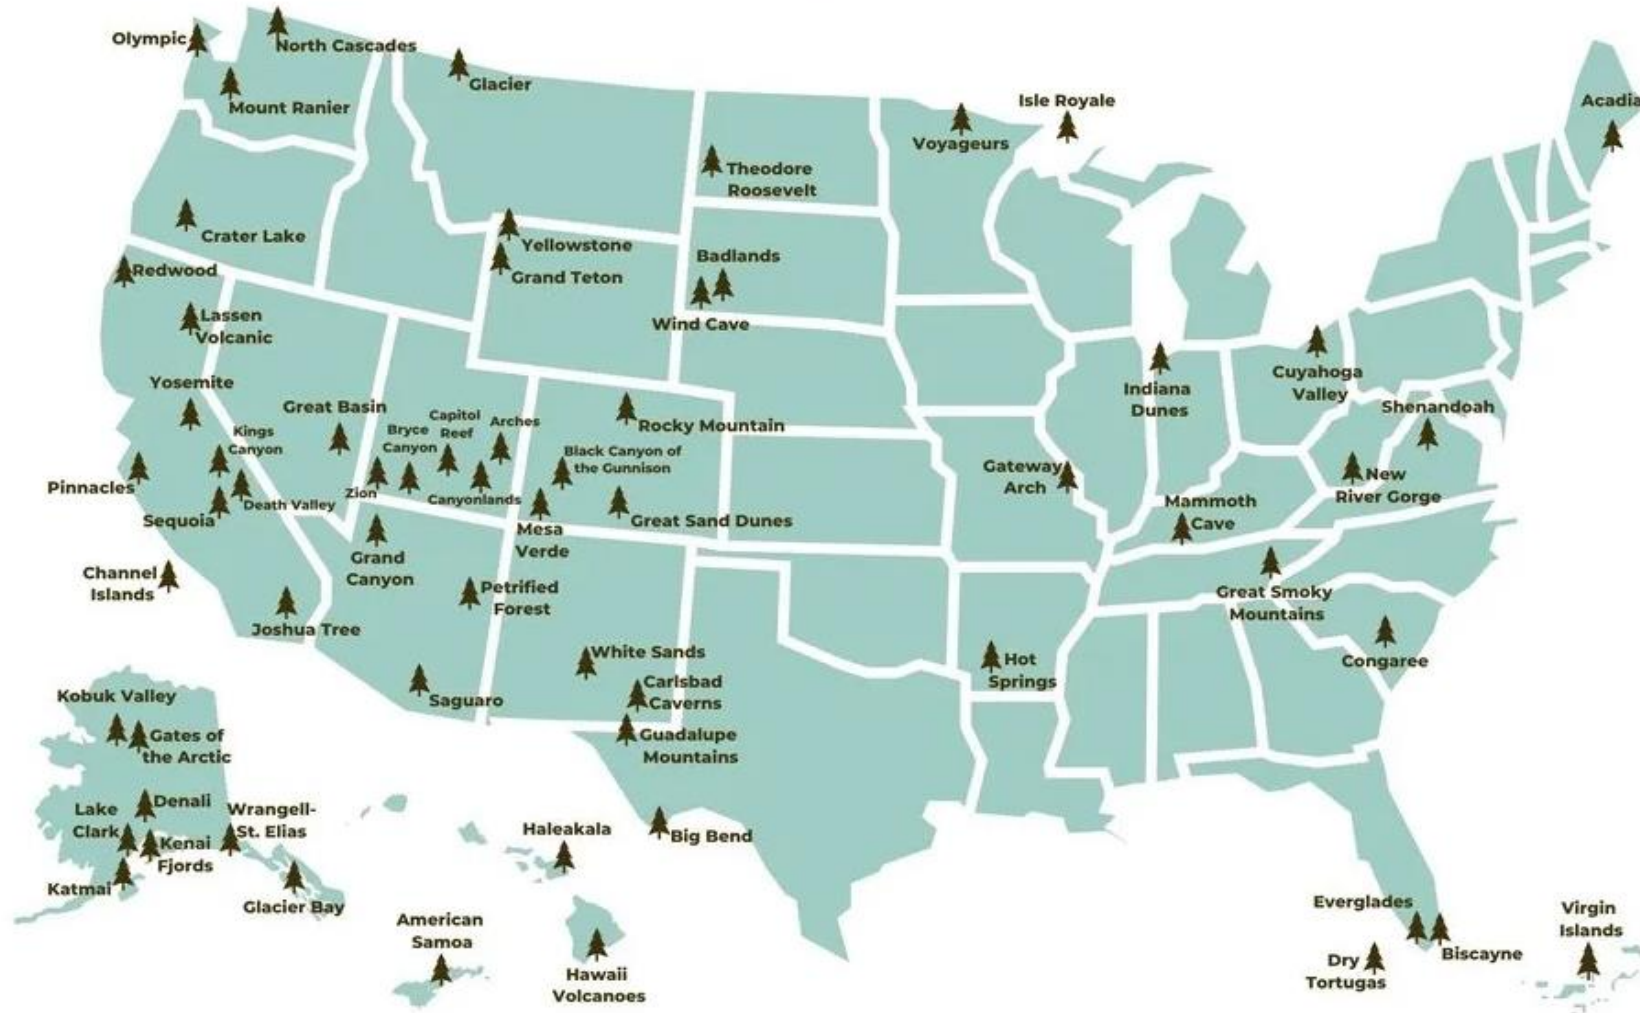 Olympic
North Cascades
Mount Ranier
Glacier
Theodore
Roosevelt
Voyageurs
Isle Royale
Acadia
Crater Lake
Yellowstone
Grand Teton
Badlands
Wind Cave
Redwood
Lassen
Volcanic
Yosemite
Great Basin
Kings
Canyon
Bryce
Canyon
Capitol
Reef
Arches
Rocky Mountain
Black Canyon of
the Gunnison
Indiana
Dunes
Cuyahoga
Valley
Shenandoah
Pinnacles
Sequoia
Death Valley
Zion
Canyonlands
Mesa
Verde
Great Sand Dunes
Gateway
Arch
Mammoth
Cave
New
River Gorge
Channel
Islands
Joshua Tree
Grand
Canyon
Petrified
Forest
Great Smoky
Mountains
Congaree
White Sands
Carlsbad
Caverns
Guadalupe
Mountains
Saguaro
Hot
Springs
Big Bend
Kobuk Valley
Gates of
the Arctic
Denali
Lake
Clark
Wrangell-
St. Elias
Kenai
Fjords
Katmai
Glacier Bay
Haleakala
American
Samoa
Hawaii
Volcanoes
Everglades
Biscayne
Dry
Tortugas
Virgin
Islands